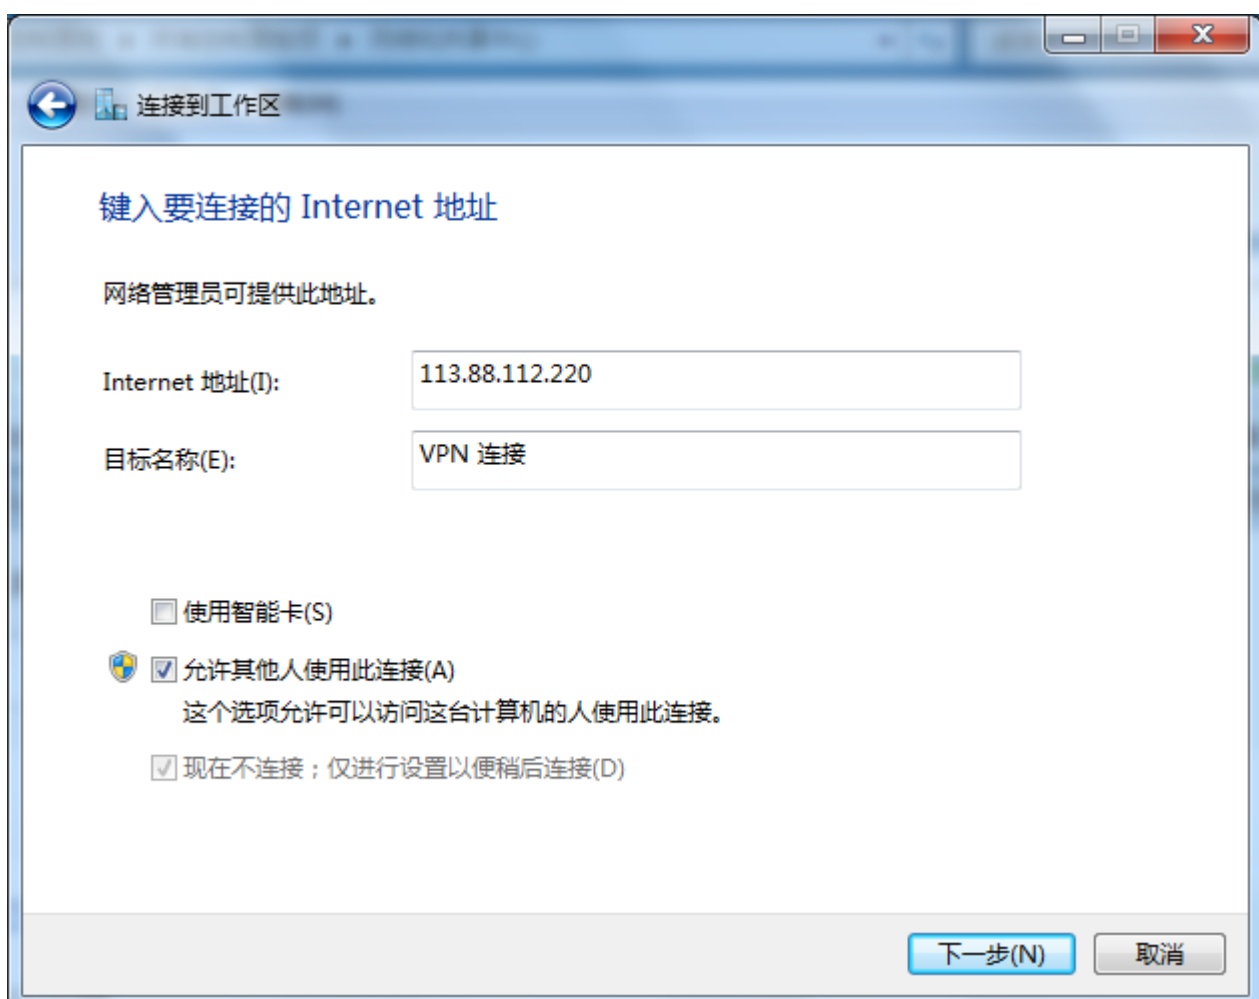 连接到工作区
键入要连接的 Internet 地址
网络管理员可提供此地址。
Internet 地址(I):
113.88.112.220
目标名称(E):
VPN 连接
使用智能卡(S)
允许其他人使用此连接(A)
这个选项允许可以访问这台计算机的人使用此连接。
现在不连接；仅进行设置以便稍后连接(D)
下一步(N)
取消